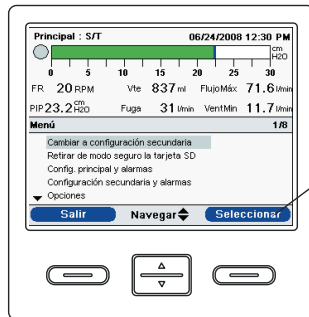 Principal : S/T 06/24/2008 12:30 PM
cm H2O
0 5 10 15 20 25 30
FR 20 RPM Vte 837 ml FlujoMáx 71.6 l/min
PIP 23.2 cm H2O Fuga 31 l/min VentMin 11.7 l/min
Menú 1/8
Cambiar a configuración secundaria
Retirar de modo seguro la tarjeta SD
Config. principal y alarmas
Configuración secundaria y alarmas
Opciones
Salir Navegar Seleccionar